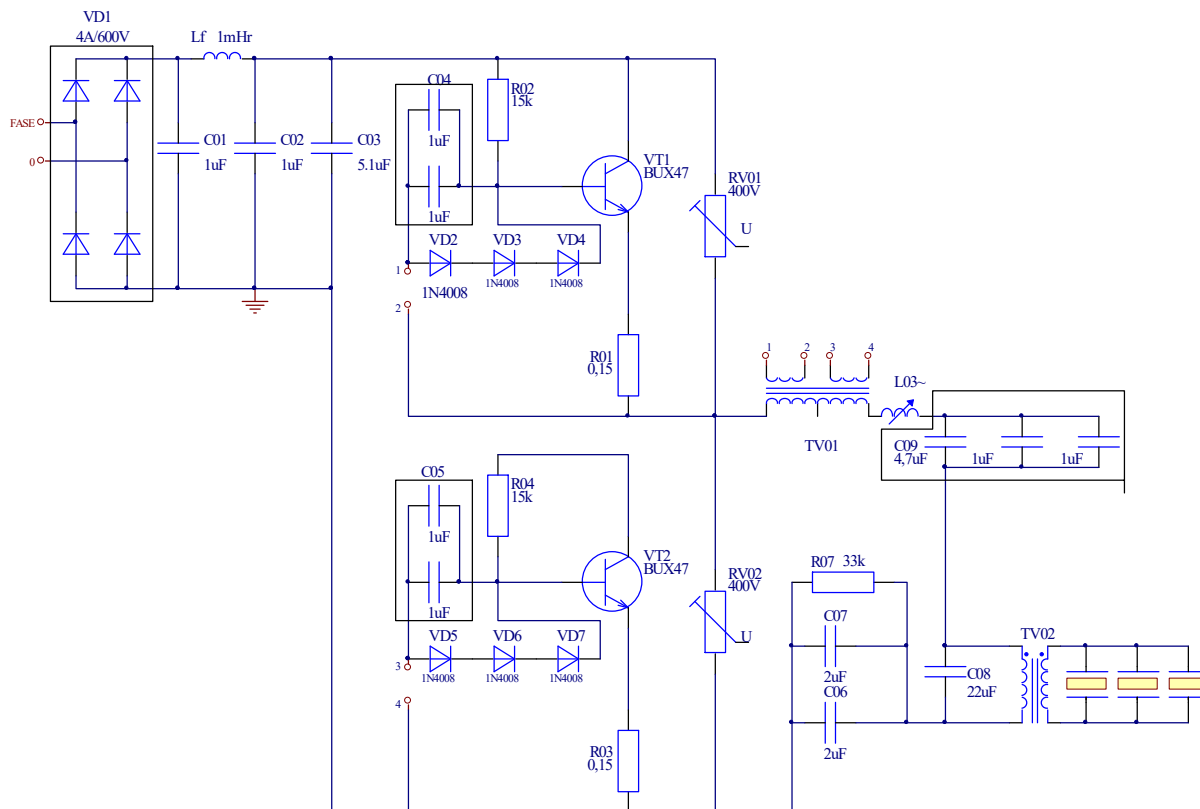 VD1
4A/600V
Lf 1mHr
FASE
0
C01
1uF
C02
1uF
C03
5.1uF
C04
1uF
1uF
R02
15k
VT1
BUX47
RV01
400V
U
VD2
VD3
VD4
1N4008
1N4008
1N4008
1
2
R01
0,15
1
2
3
4
TV01
L03~
C09
4,7uF
1uF
1uF
C05
1uF
1uF
R04
15k
VT2
BUX47
RV02
400V
U
VD5
VD6
VD7
1N4008
1N4008
1N4008
3
4
R03
0,15
R07 33k
C07
2uF
C06
2uF
C08
22uF
TV02